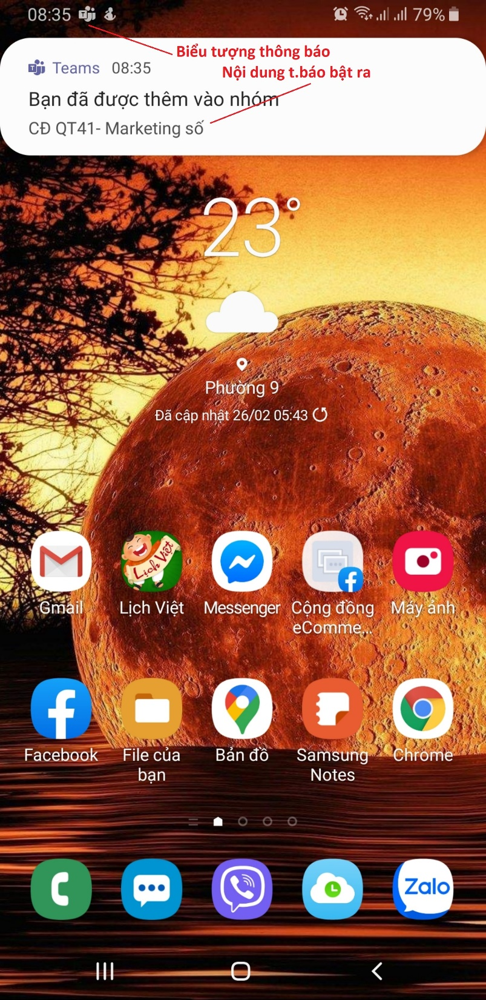 08:35
79%
Biểu tượng thông báo
Teams 08:35
Nội dung t.báo bật ra
Bạn đã được thêm vào nhóm
CĐ QT41- Marketing số
23°
Phường 9
Đã cập nhật 26/02 05:43
Lịch Việt
Gmail
Lịch Việt
Messenger
Cộng đồng
eComme...
Máy ảnh
Facebook
File của
bạn
Bản đồ
Samsung
Notes
Chrome
Zalo